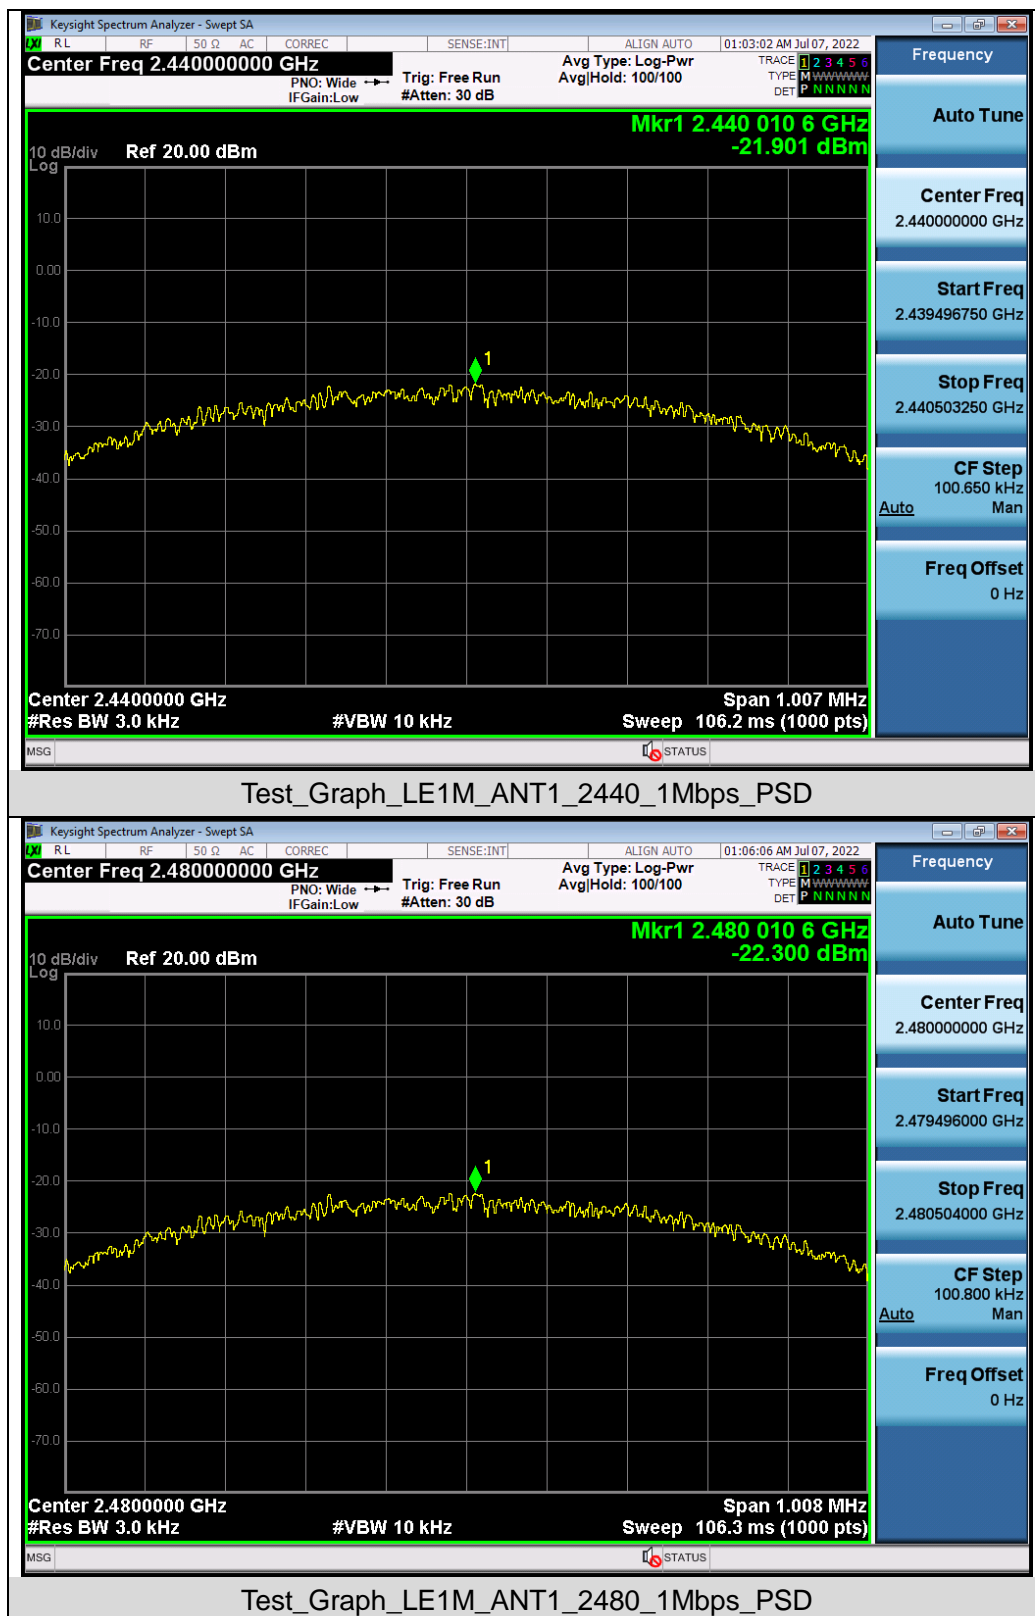 Keysight Spectrum Analyzer - Swept SA
LXI RL RF 50 Ω AC CORREC SENSE:INT ALIGN AUTO 01:03:02 AM Jul 07, 2022
Center Freq 2.440000000 GHz
PNO: Wide
IFGain:Low
Trig: Free Run
#Atten: 30 dB
Avg Type: Log-Pwr
Avg|Hold: 100/100
TRACE 1 2 3 4 5 6
TYPE M WWWWW
DET P N N N N N
Frequency
Mkr1 2.440 010 6 GHz
-21.901 dBm
10 dB/div Ref 20.00 dBm
Log
10.0
0.00
-10.0
-20.0
-30.0
-40.0
-50.0
-60.0
-70.0
1
Center 2.4400000 GHz Span 1.007 MHz
#Res BW 3.0 kHz #VBW 10 kHz Sweep 106.2 ms (1000 pts)
Auto Tune
Center Freq
2.440000000 GHz
Start Freq
2.439496750 GHz
Stop Freq
2.440503250 GHz
CF Step
100.650 kHz
Auto Man
Freq Offset
0 Hz
MSG STATUS
Test_Graph_LE1M_ANT1_2440_1Mbps_PSD
Keysight Spectrum Analyzer - Swept SA
LXI RL RF 50 Ω AC CORREC SENSE:INT ALIGN AUTO 01:06:06 AM Jul 07, 2022
Center Freq 2.480000000 GHz
PNO: Wide
IFGain:Low
Trig: Free Run
#Atten: 30 dB
Avg Type: Log-Pwr
Avg|Hold: 100/100
TRACE 1 2 3 4 5 6
TYPE M WWWWW
DET P N N N N N
Frequency
Mkr1 2.480 010 6 GHz
-22.300 dBm
10 dB/div Ref 20.00 dBm
Log
10.0
0.00
-10.0
-20.0
-30.0
-40.0
-50.0
-60.0
-70.0
1
Center 2.4800000 GHz Span 1.008 MHz
#Res BW 3.0 kHz #VBW 10 kHz Sweep 106.3 ms (1000 pts)
Auto Tune
Center Freq
2.480000000 GHz
Start Freq
2.479496000 GHz
Stop Freq
2.480504000 GHz
CF Step
100.800 kHz
Auto Man
Freq Offset
0 Hz
MSG STATUS
Test_Graph_LE1M_ANT1_2480_1Mbps_PSD